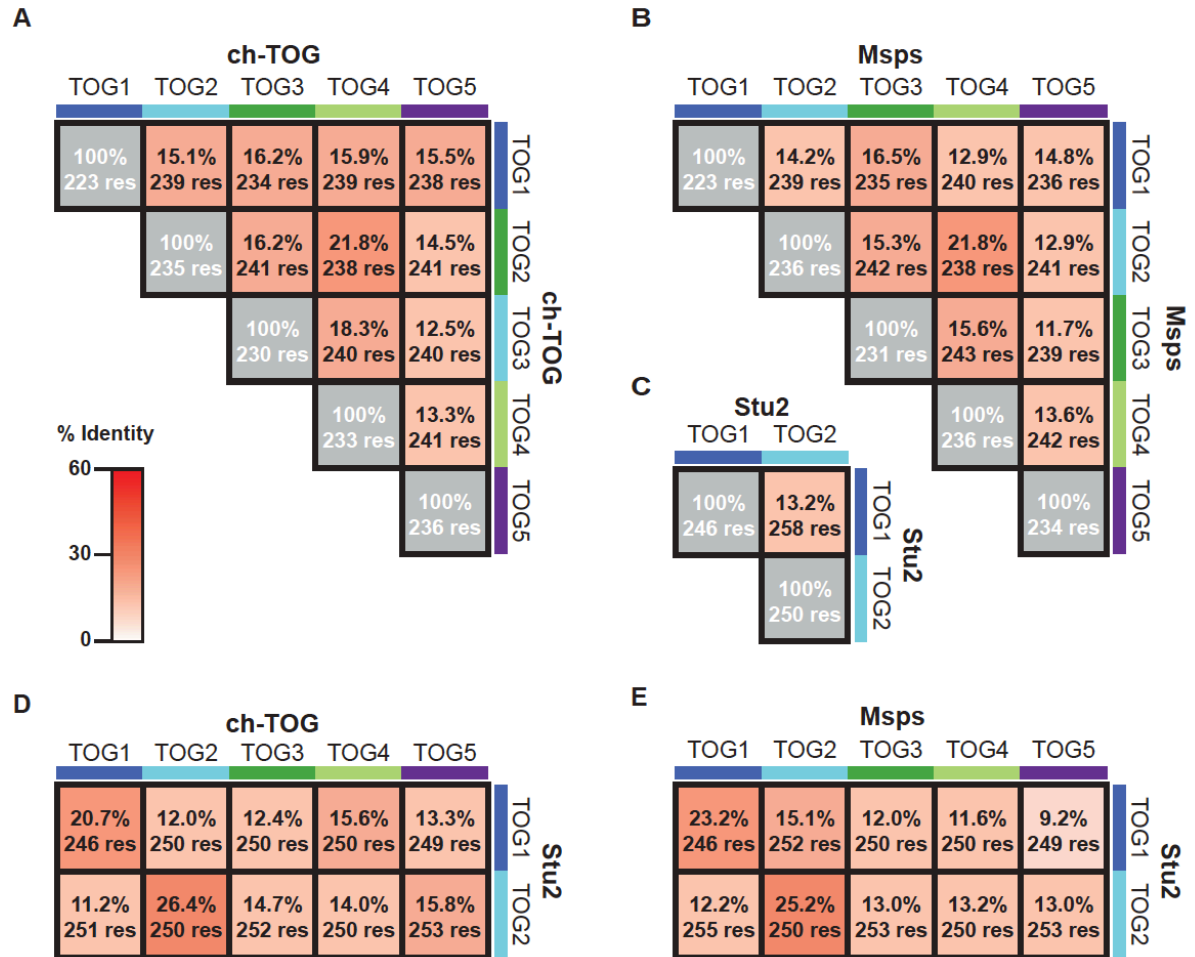 A
ch-TOG
TOG1 TOG2 TOG3 TOG4 TOG5
100% 15.1% 16.2% 15.9% 15.5%
223 res 239 res 234 res 239 res 238 res
TOG1
100% 16.2% 21.8% 14.5%
235 res 241 res 238 res 241 res
TOG2
100% 18.3% 12.5%
230 res 240 res 240 res
TOG3
100% 13.3%
233 res 241 res
TOG4
100%
236 res
TOG5
ch-TOG
% Identity
60
30
0
B
Msps
TOG1 TOG2 TOG3 TOG4 TOG5
100% 14.2% 16.5% 12.9% 14.8%
223 res 239 res 235 res 240 res 236 res
TOG1
100% 15.3% 21.8% 12.9%
236 res 242 res 238 res 241 res
TOG2
100% 15.6% 11.7%
231 res 243 res 239 res
TOG3
100% 13.6%
236 res 242 res
TOG4
100%
234 res
TOG5
Msps
C
Stu2
TOG1 TOG2
100% 13.2%
246 res 258 res
TOG1
100%
250 res
TOG2
Stu2
D
ch-TOG
TOG1 TOG2 TOG3 TOG4 TOG5
20.7% 12.0% 12.4% 15.6% 13.3%
246 res 250 res 250 res 250 res 249 res
TOG1
11.2% 26.4% 14.7% 14.0% 15.8%
251 res 250 res 252 res 250 res 253 res
TOG2
Stu2
E
Msps
TOG1 TOG2 TOG3 TOG4 TOG5
23.2% 15.1% 12.0% 11.6% 9.2%
246 res 252 res 250 res 250 res 249 res
TOG1
12.2% 25.2% 13.0% 13.2% 13.0%
255 res 250 res 253 res 250 res 253 res
TOG2
Stu2